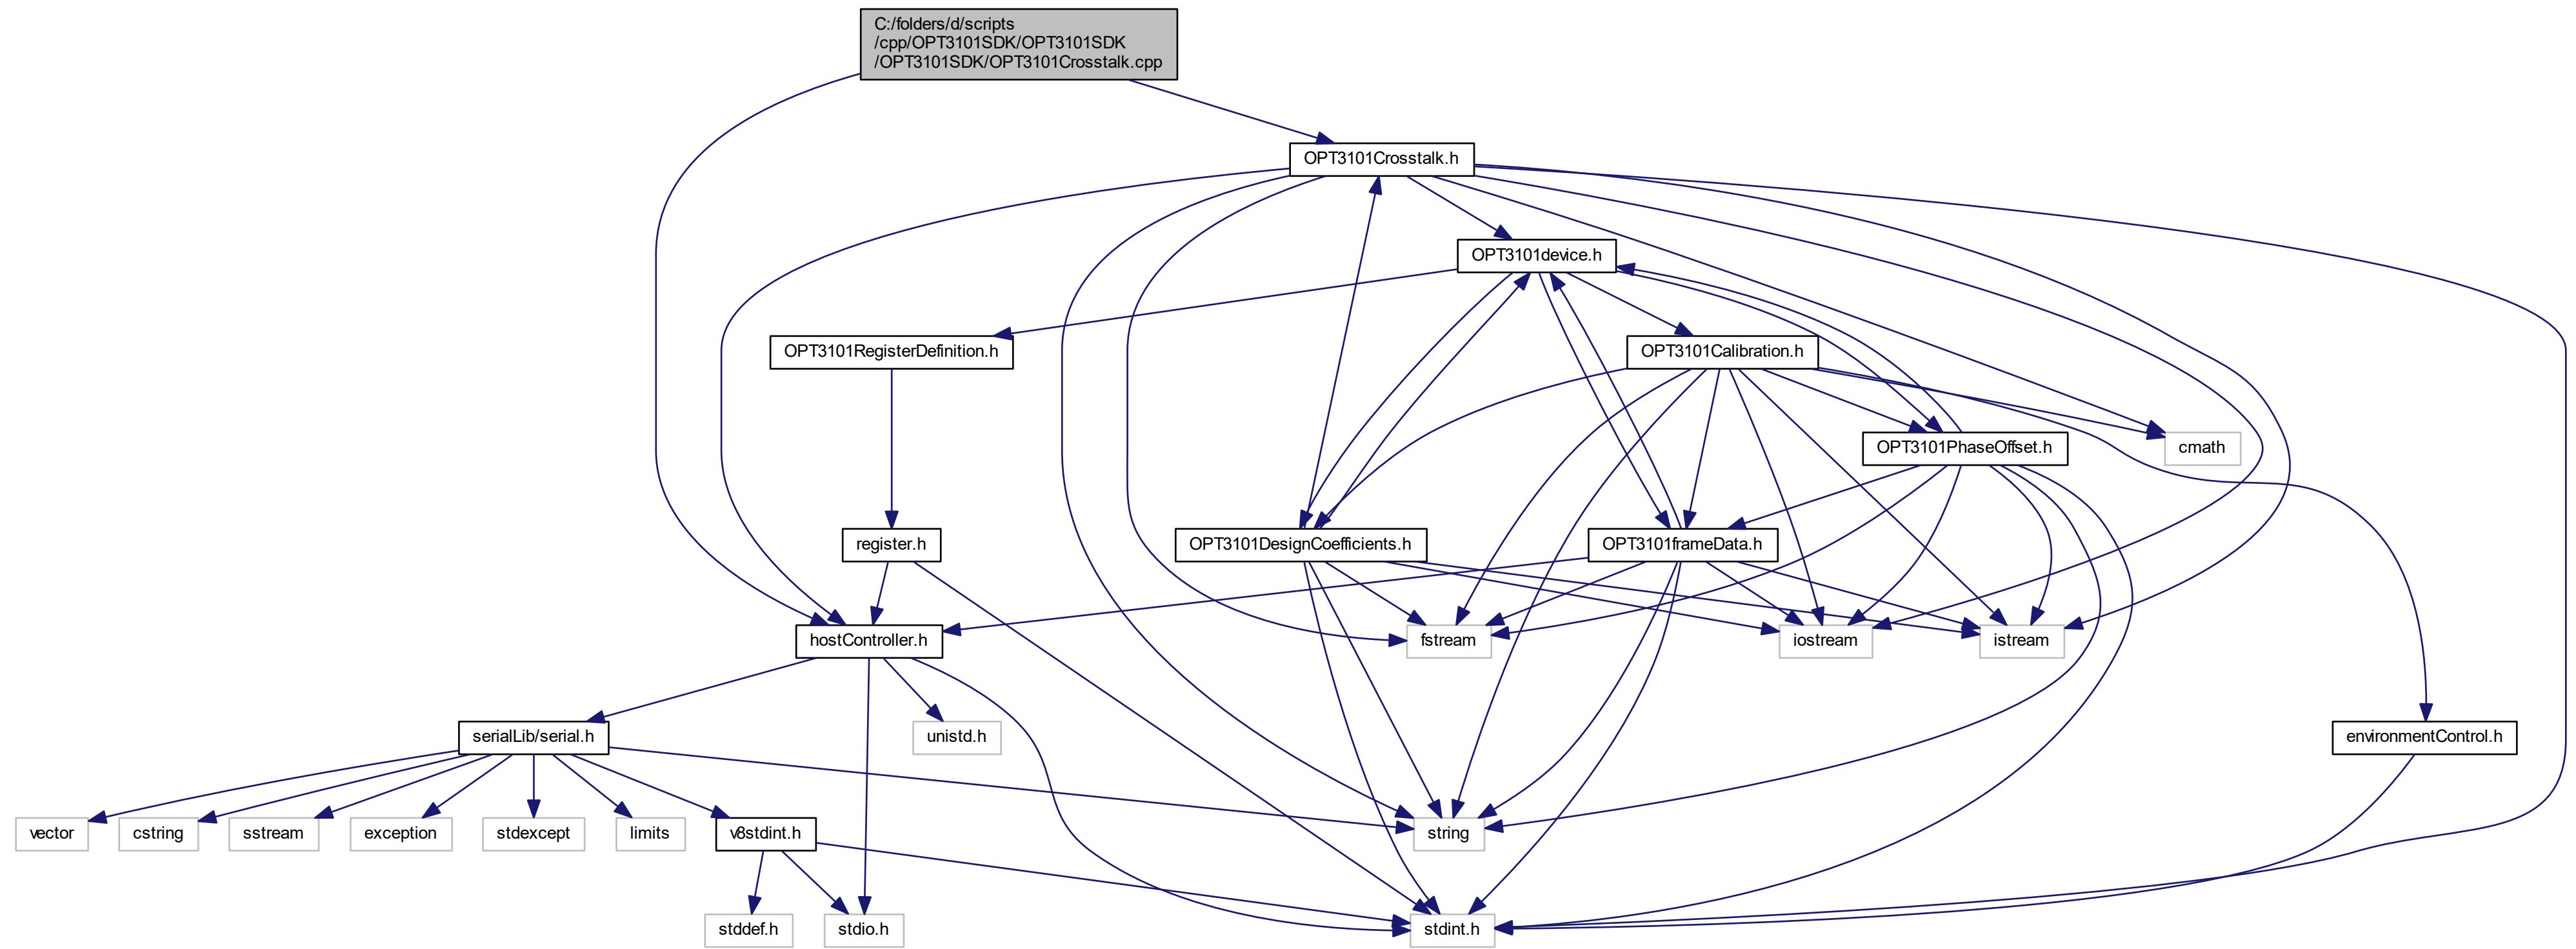 C:/folders/d/scripts
/cpp/OPT3101SDK/OPT3101SDK
/OPT3101SDK/OPT3101Crosstalk.cpp
OPT3101Crosstalk.h
OPT3101device.h
OPT3101RegisterDefinition.h
OPT3101Calibration.h
OPT3101PhaseOffset.h
cmath
register.h
OPT3101DesignCoefficients.h
OPT3101frameData.h
hostController.h
fstream
iostream
istream
serialLib/serial.h
unistd.h
environmentControl.h
vector
cstring
sstream
exception
stdexcept
limits
v8stdint.h
string
stddef.h
stdio.h
stdint.h